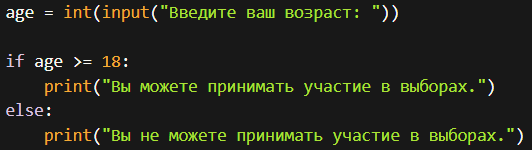 age = int(input("Введите ваш возраст: "))
if age >= 18:
    print("Вы можете принимать участие в выборах.")
else:
    print("Вы не можете принимать участие в выборах.")